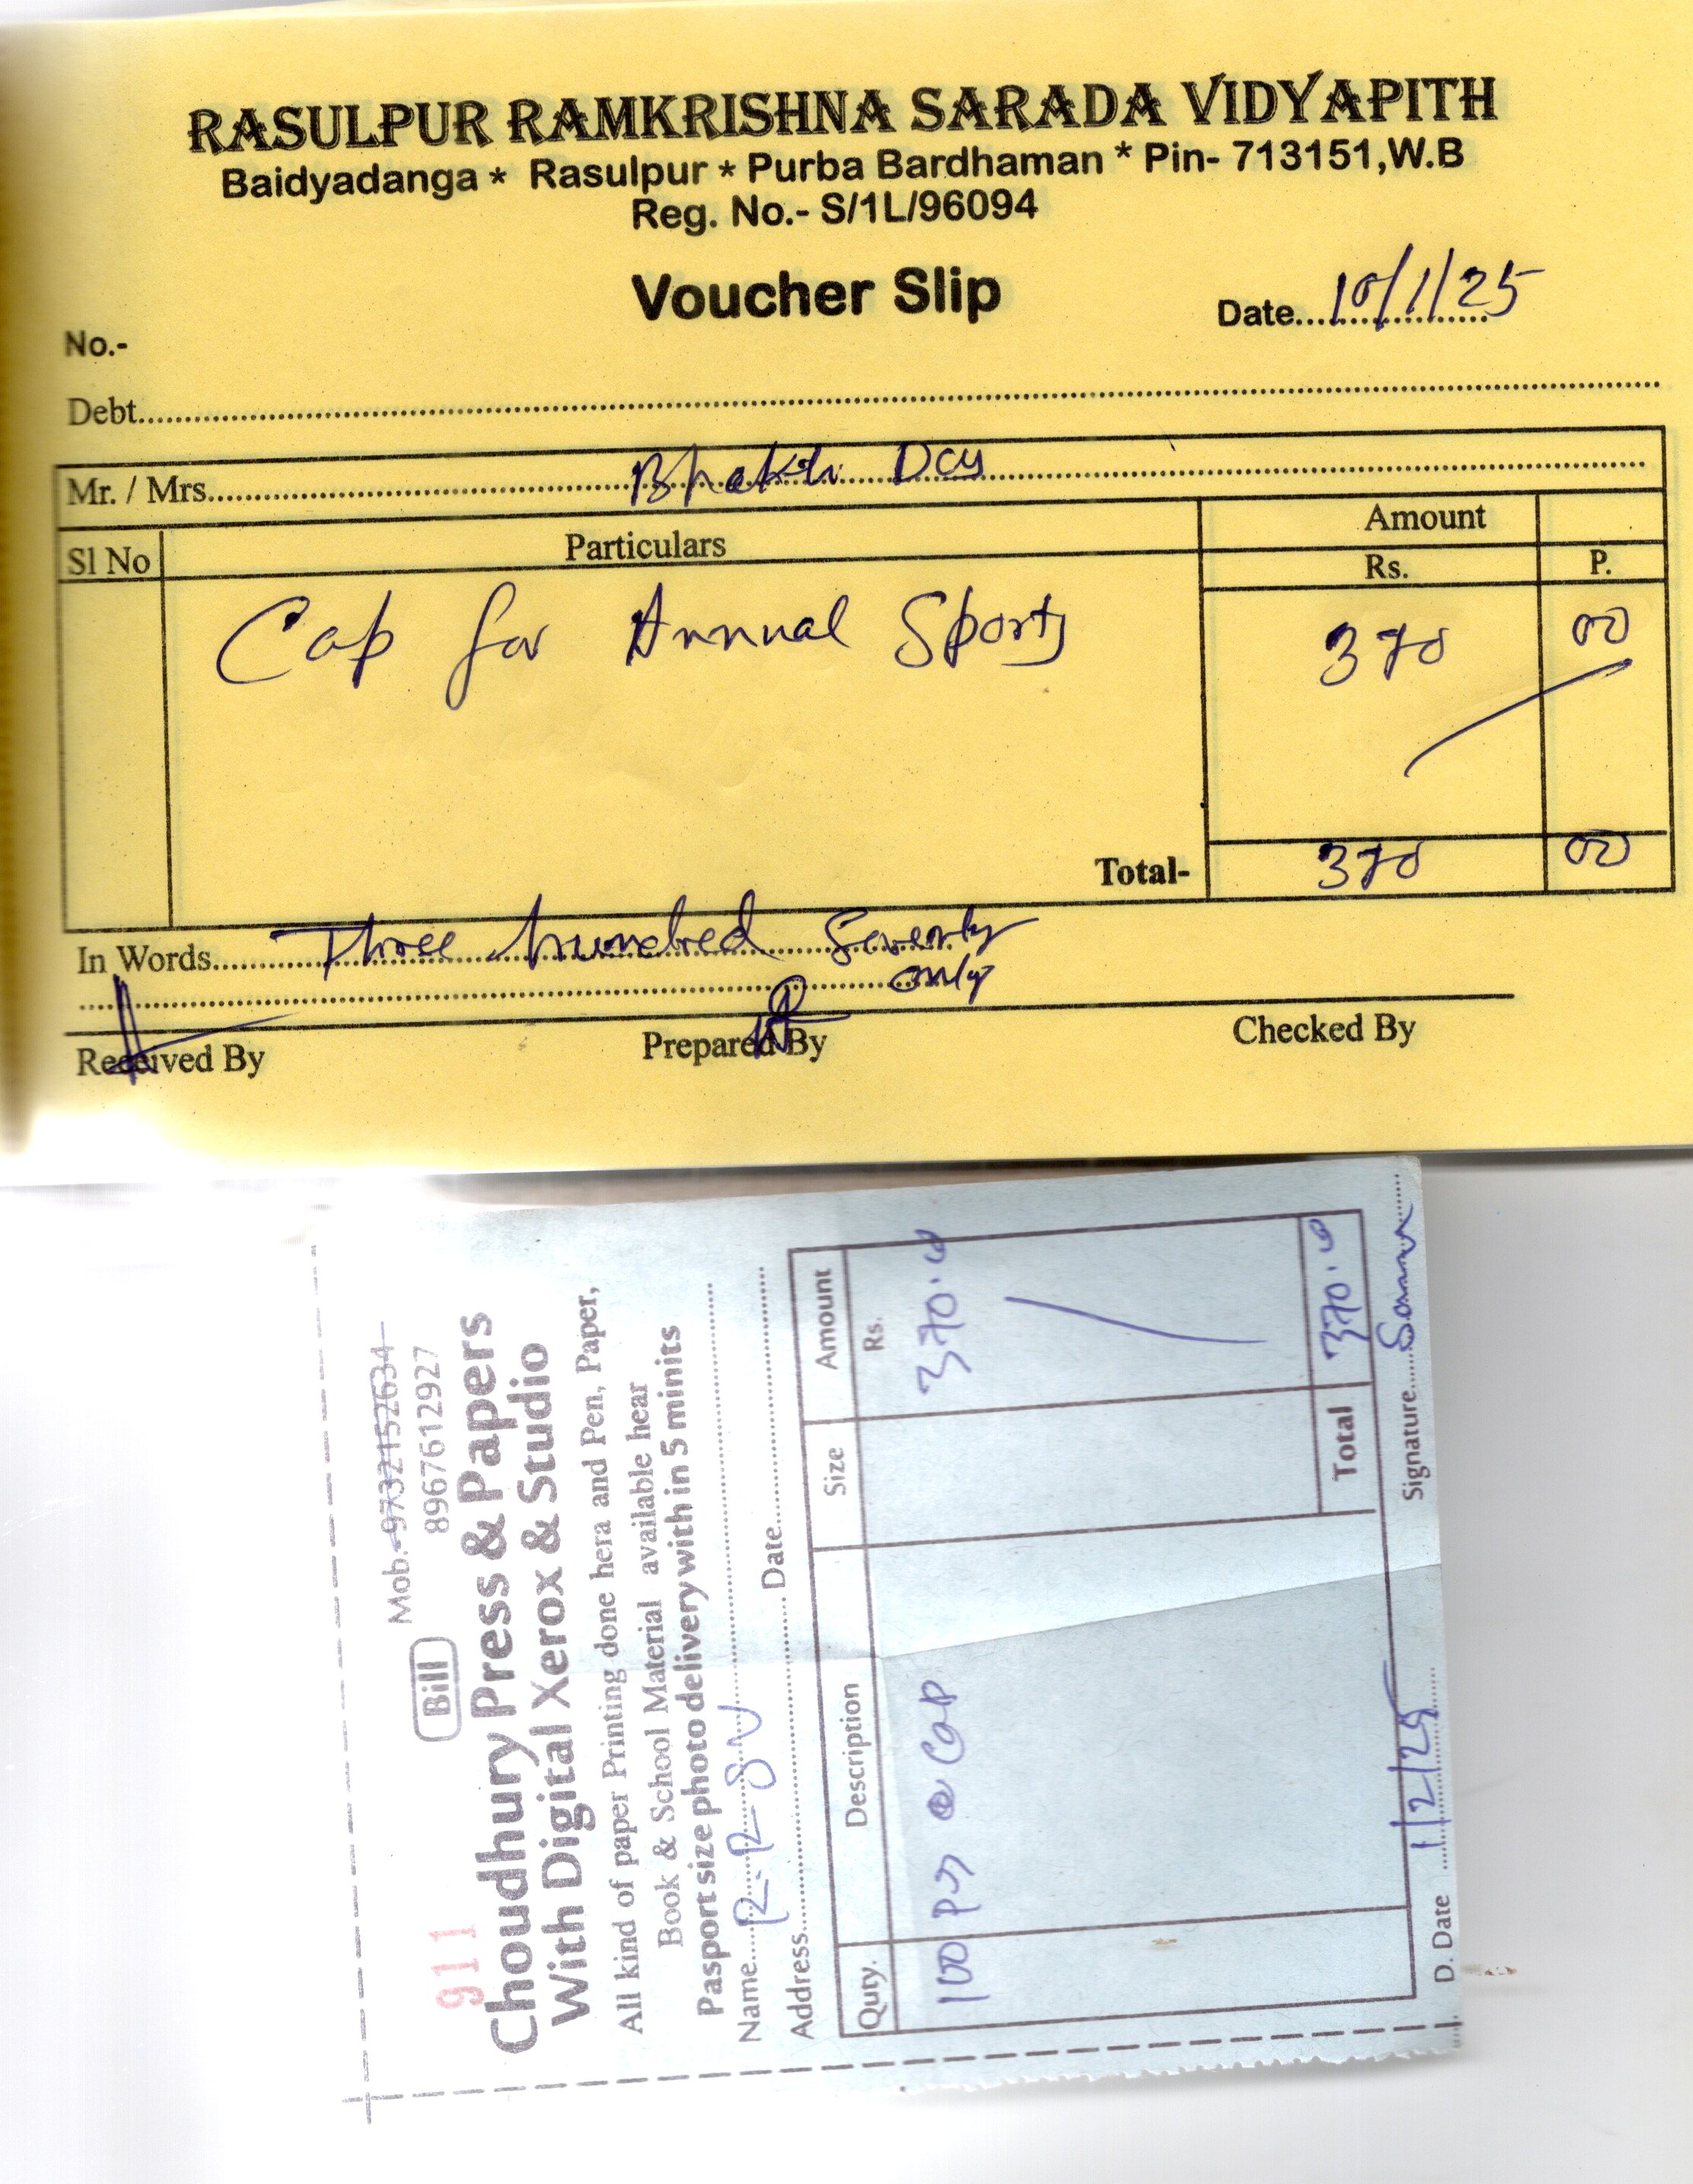 RASULPUR RAMKRISHNA SARADA VIDYAPITH
Baidyadanga * Rasulpur * Purba Bardhaman * Pin- 713151,W.B
Reg. No.- S/1L/96094
Voucher Slip
Date....10/1/25
No.-
Debt
Mr. / Mrs. Bhakti Dey
Sl No Particulars Amount
Rs. P.
Cap for Annual Sports 370 00
Total- 370 00
In Words Three hundred Seventy
only
Received By Prepared By Checked By
Mob. 9732152634
Bill 8967612927
911
Choudhury Press & Papers
With Digital Xerox & Studio
All kind of paper Printing done hera and Pen, Paper,
Book & School Material available hear
Pasport size photo delivery with in 5 minits
Name R-R-S V
Address Date
Quty. Description Size Amount
Rs.
100 Pcs Cap 370.00
Total 370.00
D. Date 1/2/25 Signature